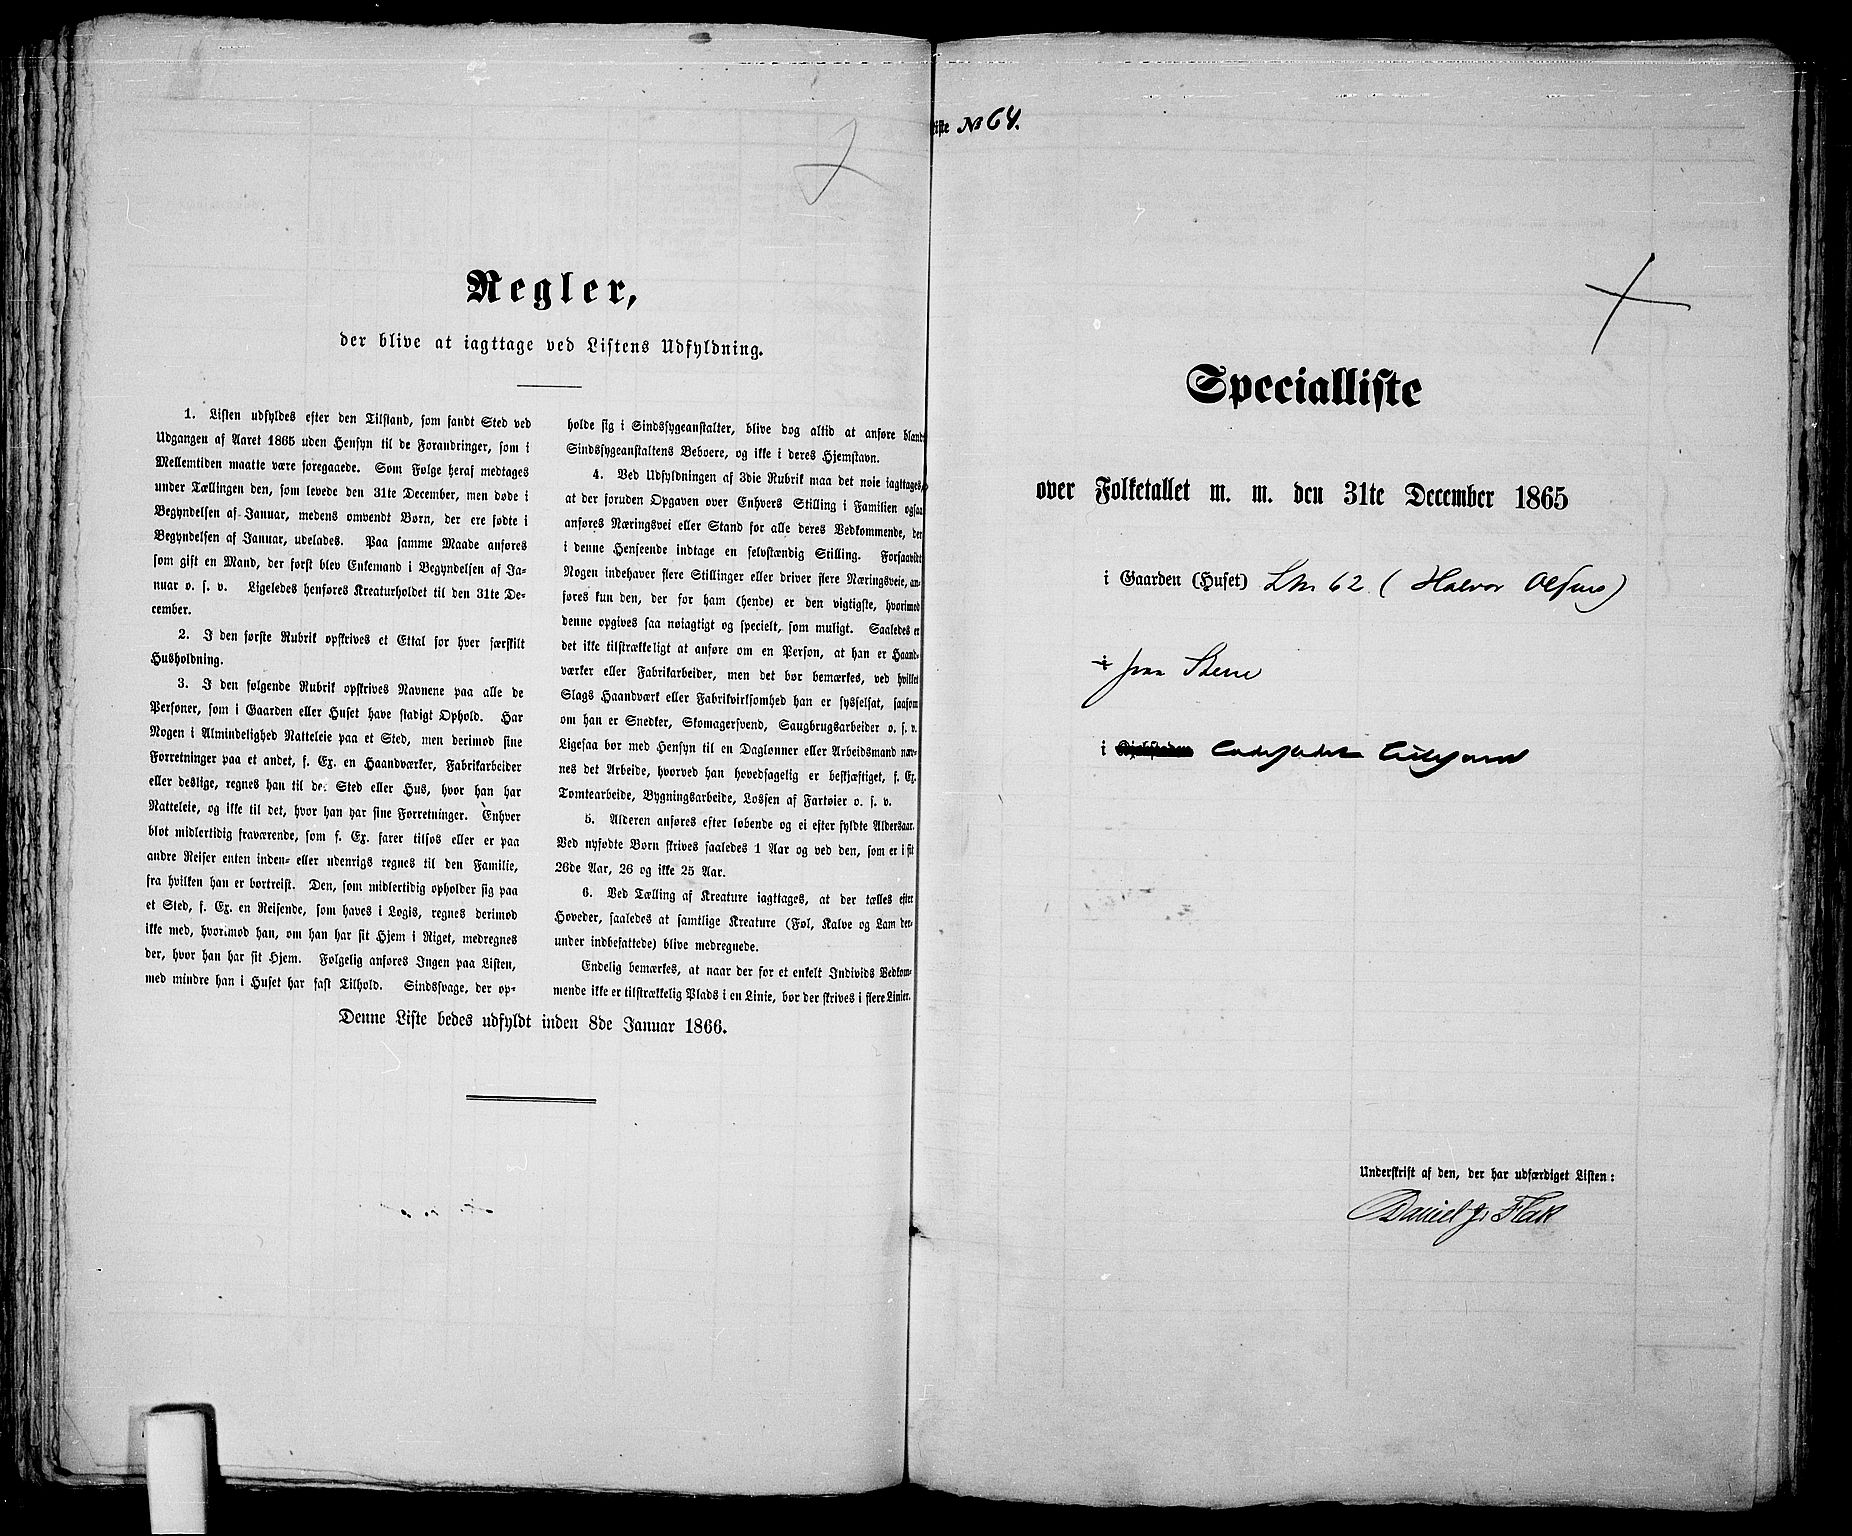 Regler,
der blive at iagttage ved Listens Udfyldning.
1. Listen udfyldes efter den Tilstand, som fandt Sted ved
Udgangen af Aaret 1865 uden Hensyn til de Forandringer, som i
Mellemtiden maatte være foregaaede. Som Følge heraf medtages
under Tællingen den, som levede den 31te December, men døde i
Begyndelsen af Januar, medens omvendt Børn, der ere fødte i
Begyndelsen af Januar, udelades. Paa samme Maade anføres
som gift en Mand, der først blev Enkemand i Begyndelsen af Ja-
nuar o. s. v. Ligeledes henføres Kreaturholdet til den 31te De-
cember.
2. I den første Rubrik opskrives et Ettal for hver særskilt
Husholdning.
3. I den følgende Rubrik opskrives Navnene paa alle de
Personer, som i Gaarden eller Huset have stadigt Ophold. Har
Nogen i Almindelighed Natteleie paa et Sted, men derimod sine
Forretninger paa et andet, f. Ex. en Haandværker, Fabrikarbeider
eller deslige, regnes han til det Sted eller Hus, hvor han har
Natteleie, og ikke til det, hvor han har sine Forretninger. Enhver
blot midlertidig fraværende, som f. Ex. farer tilsøs eller er paa
andre Reiser enten inden- eller udenrigs regnes til den Familie,
fra hvilken han er bortreist. Den, som midlertidig opholder sig paa
et Sted, f. Ex. en Reisende, som haves i Logis, regnes derimod
ikke med, hvorimod han, om han har sit Hjem i Riget, medregnes
der, hvor han har sit Hjem. Følgelig anføres Ingen paa Listen,
med mindre han i Huset har fast Tilhold. Sindssvage, der op-
holde sig i Sindssygeanstalter, blive dog altid at anføre blandt
Sindssygeanstaltens Beboere, og ikke i deres Hjemstavn.
4. Ved Udfyldningen af 3die Rubrik maa det nøie iagttages,
at der foruden Opgaven over Enhvers Stilling i Familien ogsaa
anføres Næringsvei eller Stand for alle deres Vedkommende, der
i denne Henseende indtage en selvstændig Stilling. Forsaavidt
Nogen indehaver flere Stillinger eller driver flere Næringsveie, an-
føres kun den, der for ham (hende) er den vigtigste, hvorimod
denne opgives saa nøiagtigt og specielt, som muligt. Saaledes er
det ikke tilstrækkeligt at anføre om en Person, at han er Haand-
værker eller Fabrikarbeider, men det bør bemærkes, ved hvilket
Slags Haandværk eller Fabrikvirksomhed han er sysselsat, saasom
om han er Snedker, Skomagersvend, Saugbrugsarbeider o. s. v.
Ligesaa bør med Hensyn til en Dagløner eller Arbeidsmand næv-
nes det Arbeide, hvorved han hovedsagelig er beskjæftiget, f. Ex.
Tomtearbeide, Bygningsarbeide, Lossen af Fartøier o. s. v.
5. Alderen anføres efter løbende og ei efter fyldte Aldersaar.
Ved nyfødte Børn skrives saaledes 1 Aar og ved den, som er i sit
26de Aar, 26 og ikke 25 Aar.
6. Ved Tælling af Kreature iagttages, at der tælles efter
Hoveder, saaledes at samtlige Kreature (Føl, Kalve og Lam der-
under indbefattede) blive medregnede.
Endelig bemærkes, at naar der for et enkelt Individs Vedkom-
mende ikke er tilstrækkelig Plads i en Linie, bør der skrives i flere Linier.
Denne Liste bedes udfyldt inden 8de Januar 1866.
iste № 64.
Specialliste
over Folketallet m. m. den 31te December 1865
i Gaarden (Huset) LNr 62 (Halvor Olsens)
i paa Steene
i Ladestedet Lillesand
Underskrift af den, der har udfærdiget Listen:
Daniel J. Flak